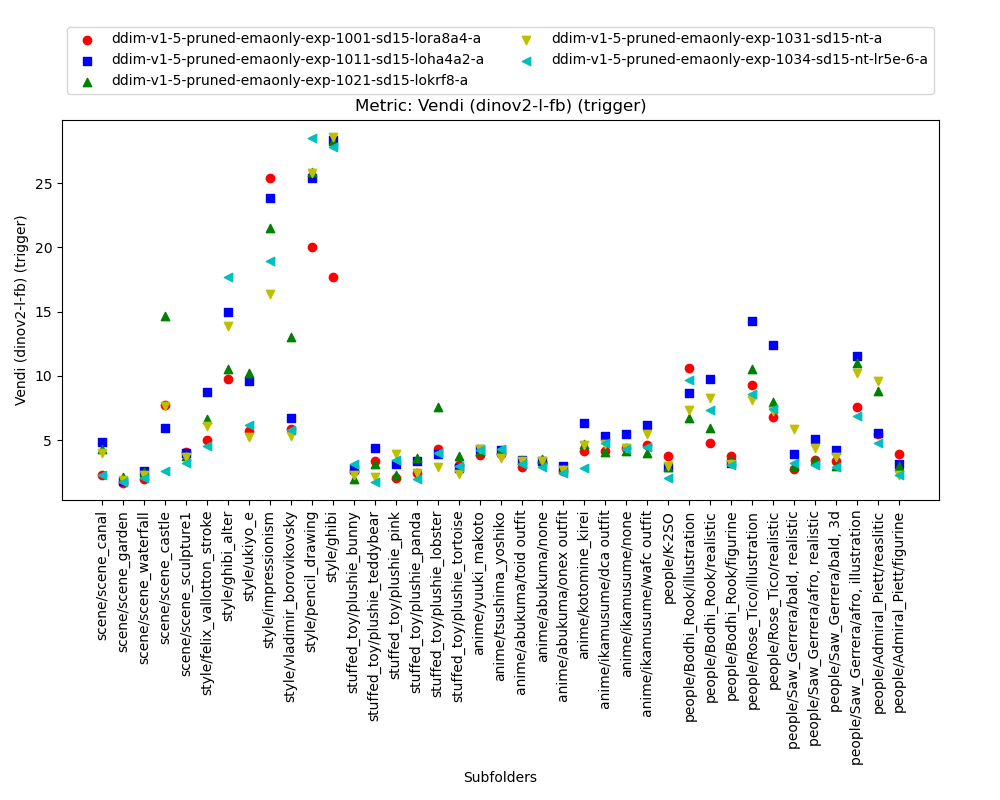 ddim-v1-5-pruned-emaonly-exp-1001-sd15-lora8a4-a
ddim-v1-5-pruned-emaonly-exp-1011-sd15-loha4a2-a
ddim-v1-5-pruned-emaonly-exp-1021-sd15-lokrf8-a
ddim-v1-5-pruned-emaonly-exp-1031-sd15-nt-a
ddim-v1-5-pruned-emaonly-exp-1034-sd15-nt-lr5e-6-a
Metric: Vendi (dinov2-l-fb) (trigger)
Vendi (dinov2-l-fb) (trigger)
25
20
15
10
5
scene/scene_canal
scene/scene_garden
scene/scene_waterfall
scene/scene_castle
scene/scene_sculpture1
style/felix_vallotton_stroke
style/ghibi_alter
style/ukiyo_e
style/impressionism
style/vladimir_borovikovsky
style/pencil_drawing
style/ghibi
stuffed_toy/plushie_bunny
stuffed_toy/plushie_teddybear
stuffed_toy/plushie_pink
stuffed_toy/plushie_panda
stuffed_toy/plushie_lobster
stuffed_toy/plushie_tortoise
anime/yuuki_makoto
anime/tsushima_yoshiko
anime/abukuma/toid outfit
anime/abukuma/none
anime/abukuma/onex outfit
anime/kotomine_kirei
anime/ikamusume/dca outfit
anime/ikamusume/none
anime/ikamusume/wafc outfit
people/K-2SO
people/Bodhi_Rook/illustration
people/Bodhi_Rook/realistic
people/Bodhi_Rook/figurine
people/Rose_Tico/illustration
people/Rose_Tico/realistic
people/Saw_Gerrera/bald, realistic
people/Saw_Gerrera/afro, realistic
people/Saw_Gerrera/bald, 3d
people/Saw_Gerrera/afro, illustration
people/Admiral_Piett/reaslitic
people/Admiral_Piett/figurine
Subfolders